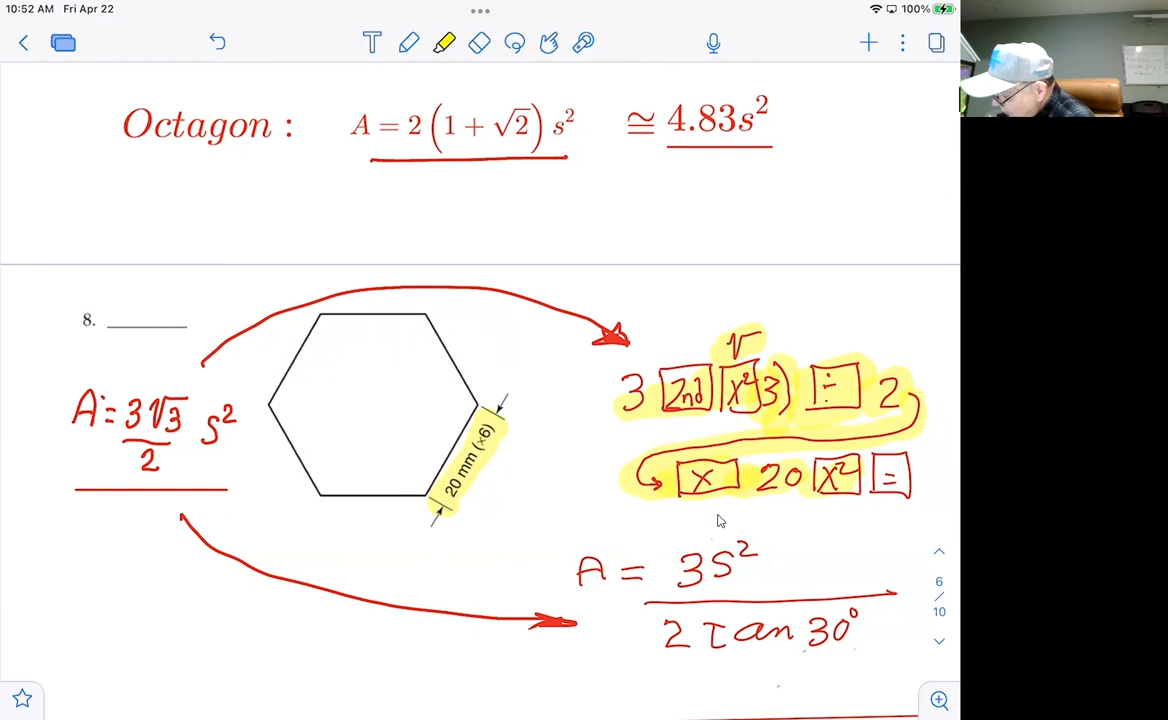 10:52 AM Fri Apr 22
100%
T
Octagon : A = 2 (1 + √2) s² ≅ 4.83s²
8. ________
A = 3√3/2 s²
20 mm (×6)
√
3 2nd x² 3) ÷ 2
x 20 x² =
A = 3s²
2 Tan 30°
6
/
10